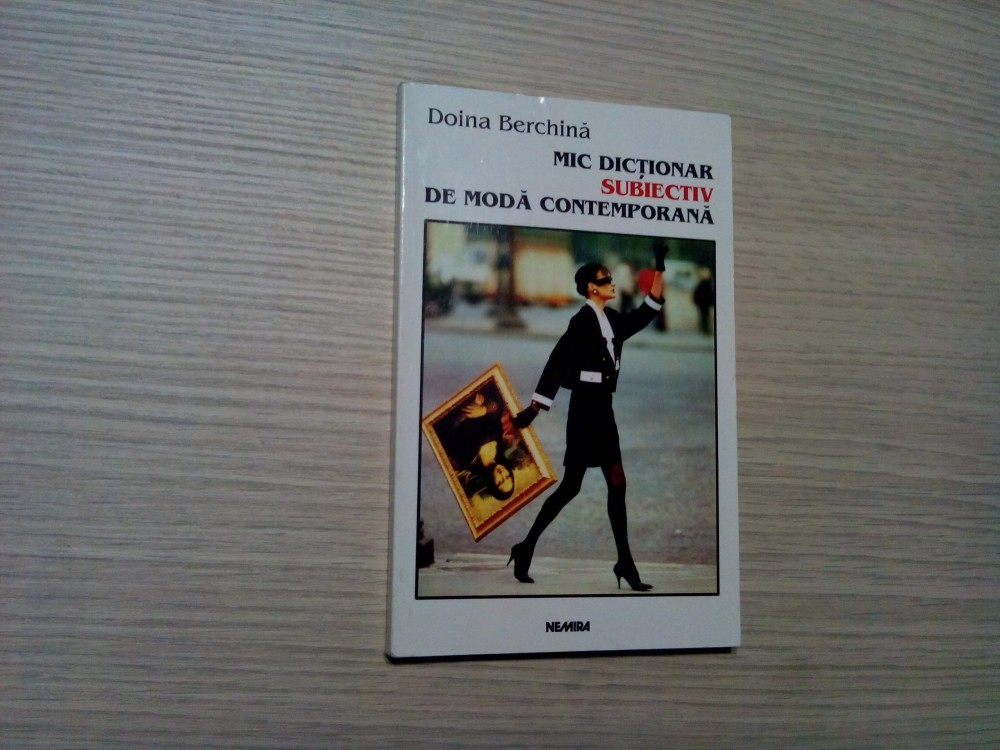 Doina Berchină
MIC DICȚIONAR
SUBIECTIV
DE MODĂ CONTEMPORANĂ
NEMIRA